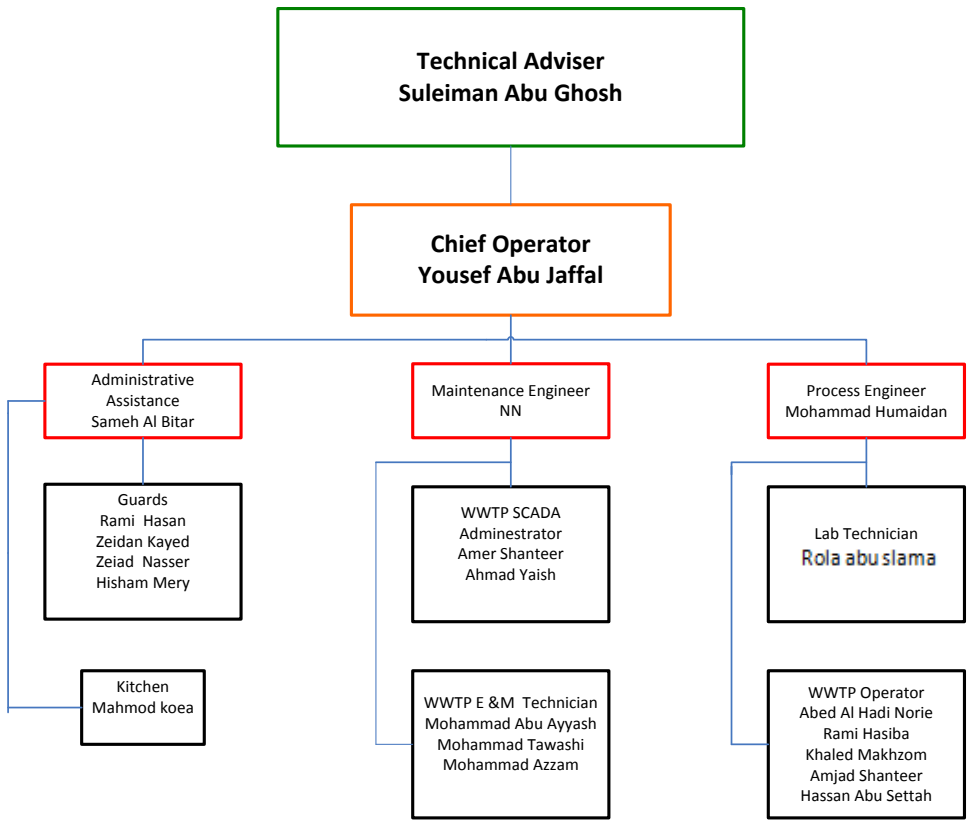 Technical Adviser
Suleiman Abu Ghosh
Chief Operator
Yousef Abu Jaffal
Administrative
Assistance
Sameh Al Bitar
Maintenance Engineer
NN
Process Engineer
Mohammad Humaidan
Guards
Rami Hasan
Zeidan Kayed
Zeiad Nasser
Hisham Mery
WWTP SCADA
Adminestrator
Amer Shanteer
Ahmad Yaish
Lab Technician
Rola abu slama
Kitchen
Mahmod koea
WWTP E &M Technician
Mohammad Abu Ayyash
Mohammad Tawashi
Mohammad Azzam
WWTP Operator
Abed Al Hadi Norie
Rami Hasiba
Khaled Makhzom
Amjad Shanteer
Hassan Abu Settah